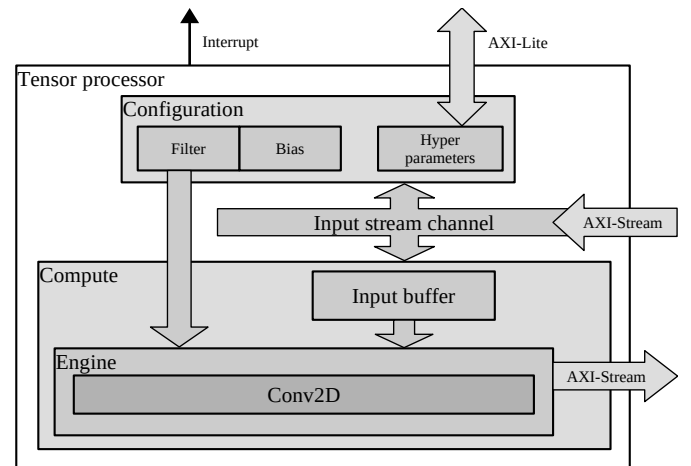 Interrupt
AXI-Lite
Tensor processor
Configuration
Filter
Bias
Hyper
parameters
Input stream channel
AXI-Stream
Compute
Input buffer
Engine
AXI-Stream
Conv2D